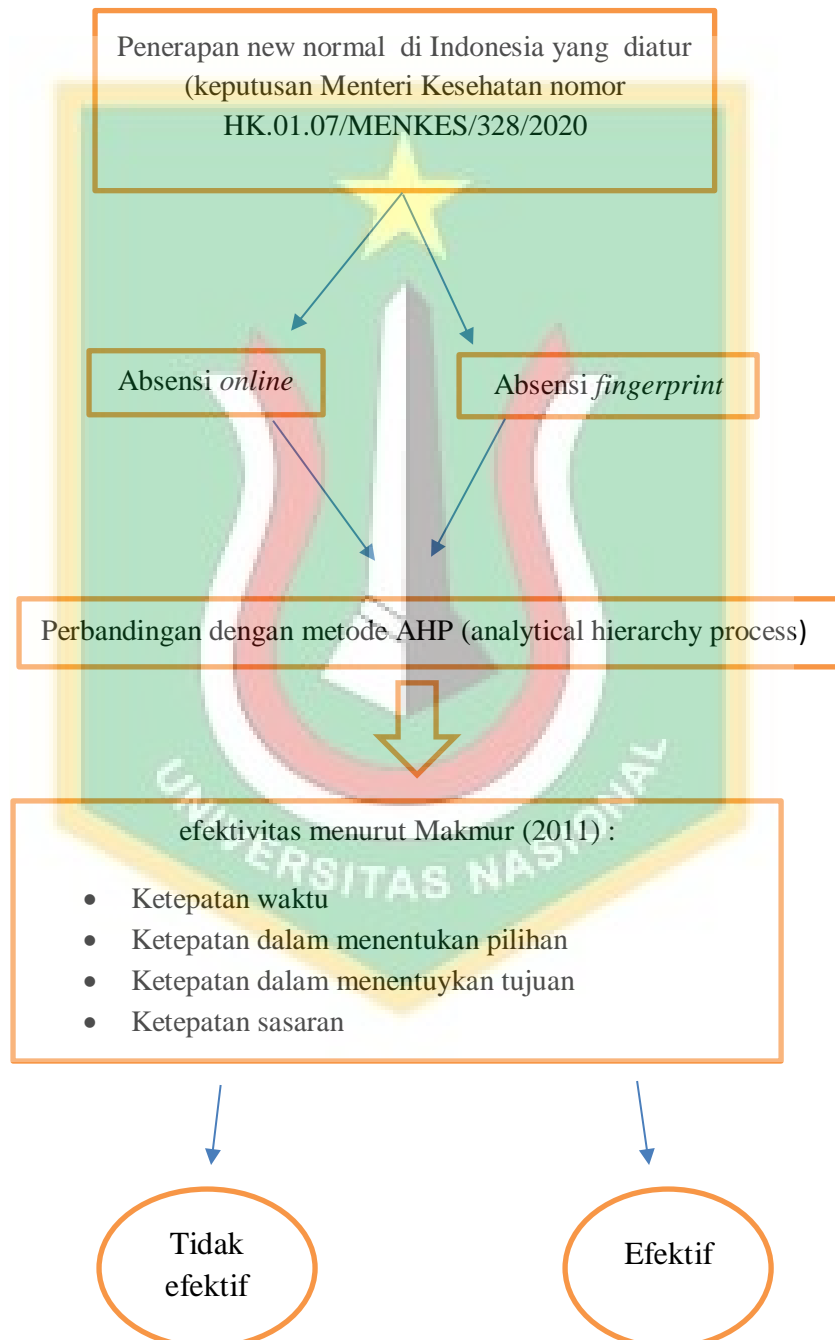 Penerapan new normal di Indonesia yang diatur
(keputusan Menteri Kesehatan nomor
HK.01.07/MENKES/328/2020
Absensi online
Absensi fingerprint
Perbandingan dengan metode AHP (analytical hierarchy process)
efektivitas menurut Makmur (2011) :
UNIVERSITAS NASIONAL
• Ketepatan waktu
• Ketepatan dalam menentukan pilihan
• Ketepatan dalam menentuykan tujuan
• Ketepatan sasaran
Tidak
efektif
Efektif